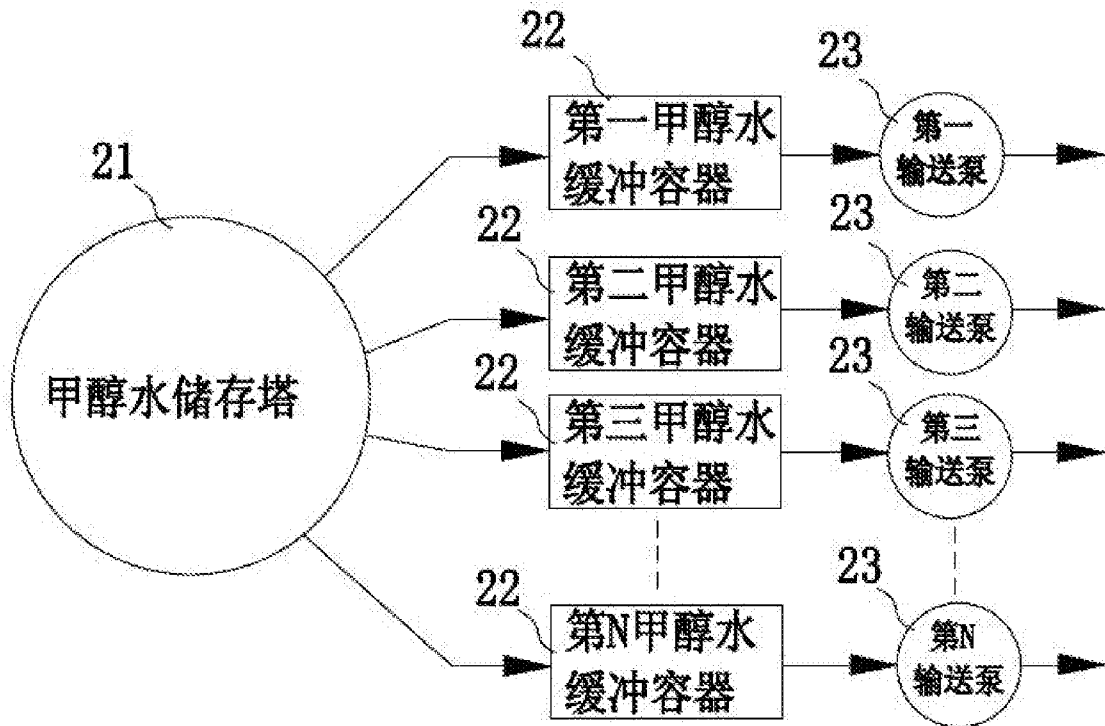 22
23
第一甲醇水
缓冲容器
第一
输送泵
21
22
23
第二甲醇水
缓冲容器
第二
输送泵
甲醇水储存塔
22
23
第三甲醇水
缓冲容器
第三
输送泵
22
23
第N甲醇水
缓冲容器
第N
输送泵